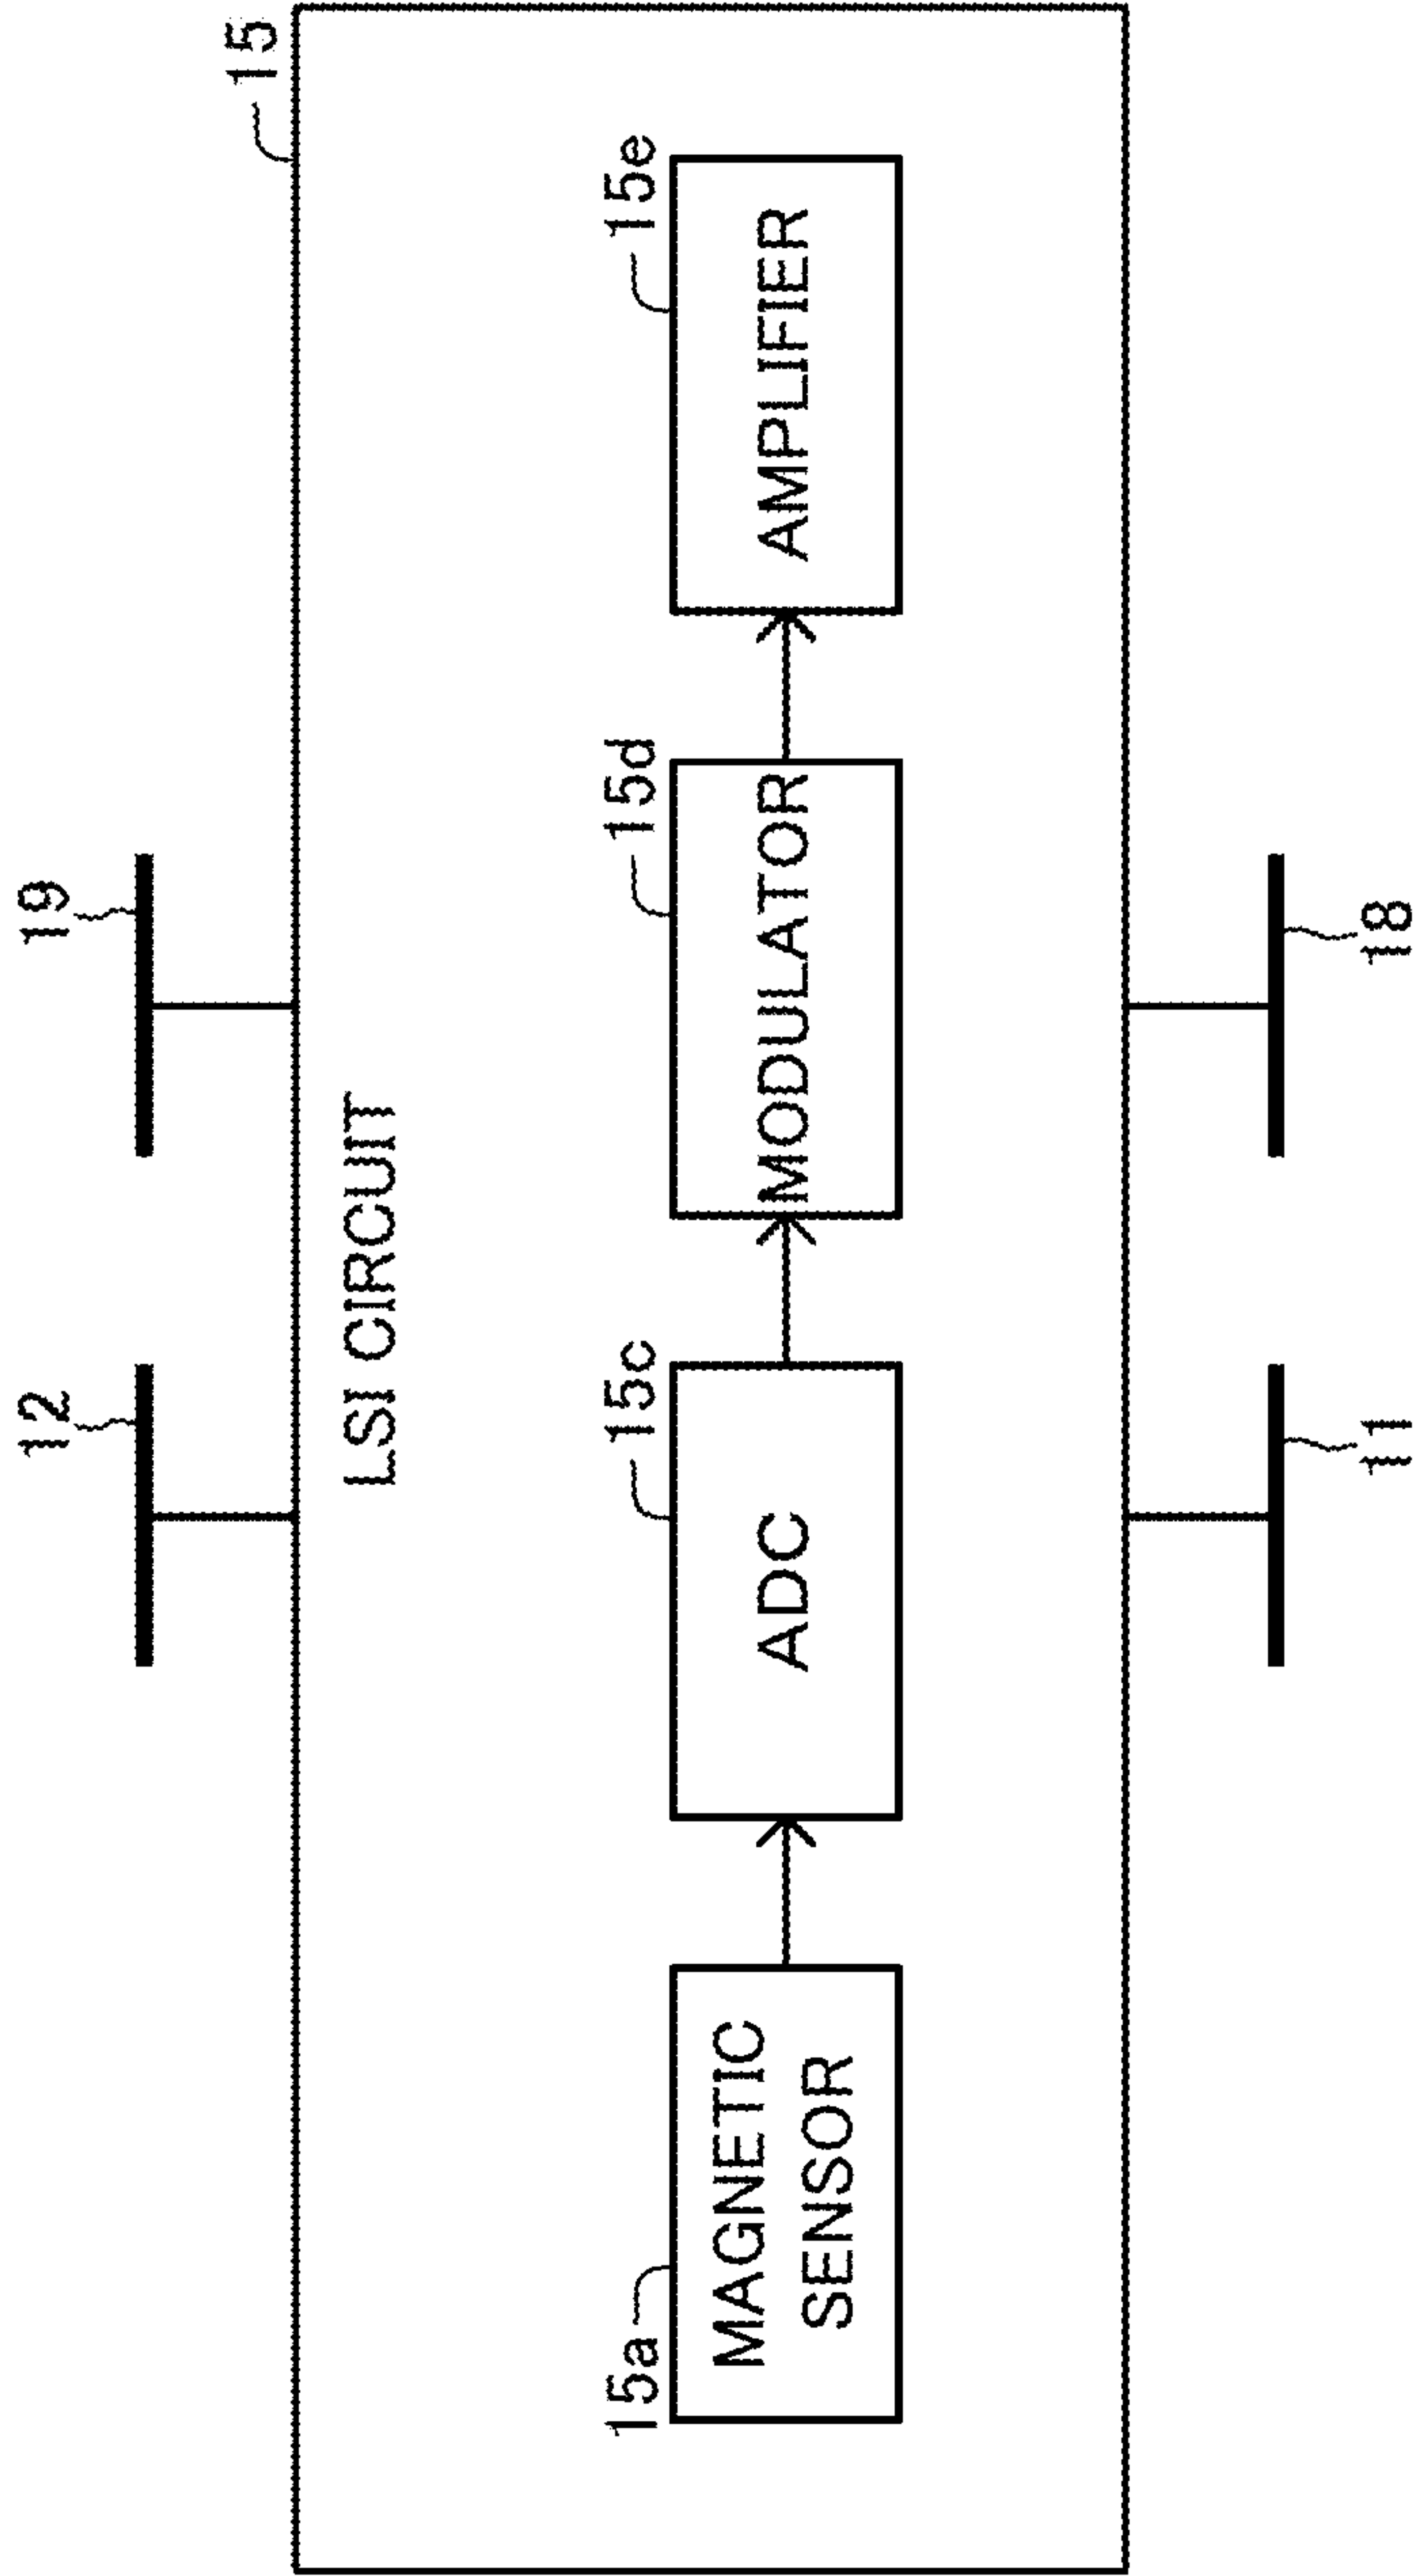 12
19
15
LSI CIRCUIT
15a
15c
15d
15e
MAGNETIC
SENSOR
ADC
MODULATOR
AMPLIFIER
11
18